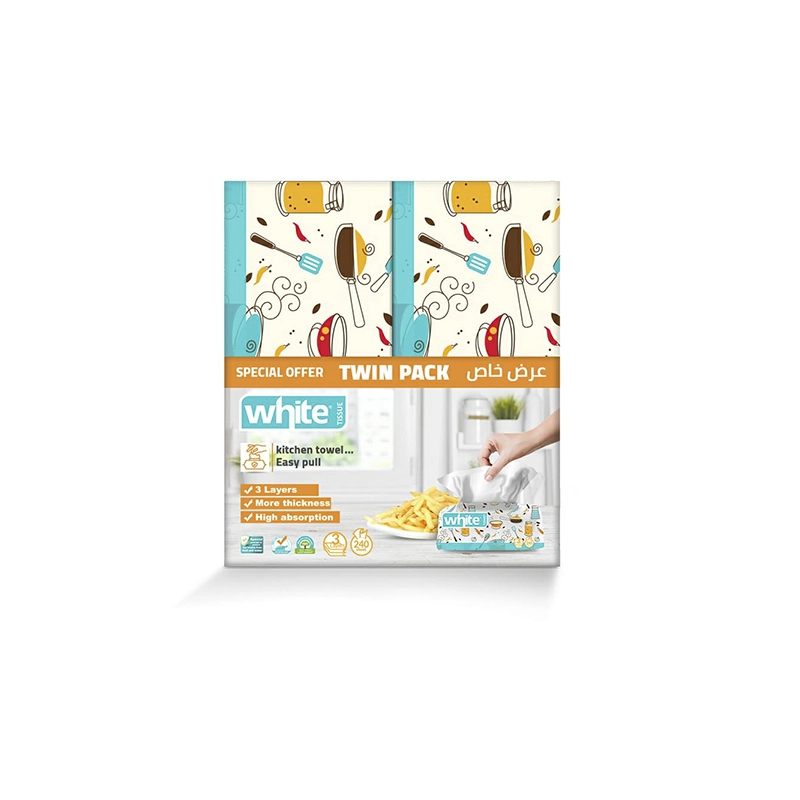 SPECIAL OFFER TWIN PACK عرض خاص
white
TISSUE
kitchen towel...
Easy pull
3 Layers
More thickness
High absorption
3
240
white